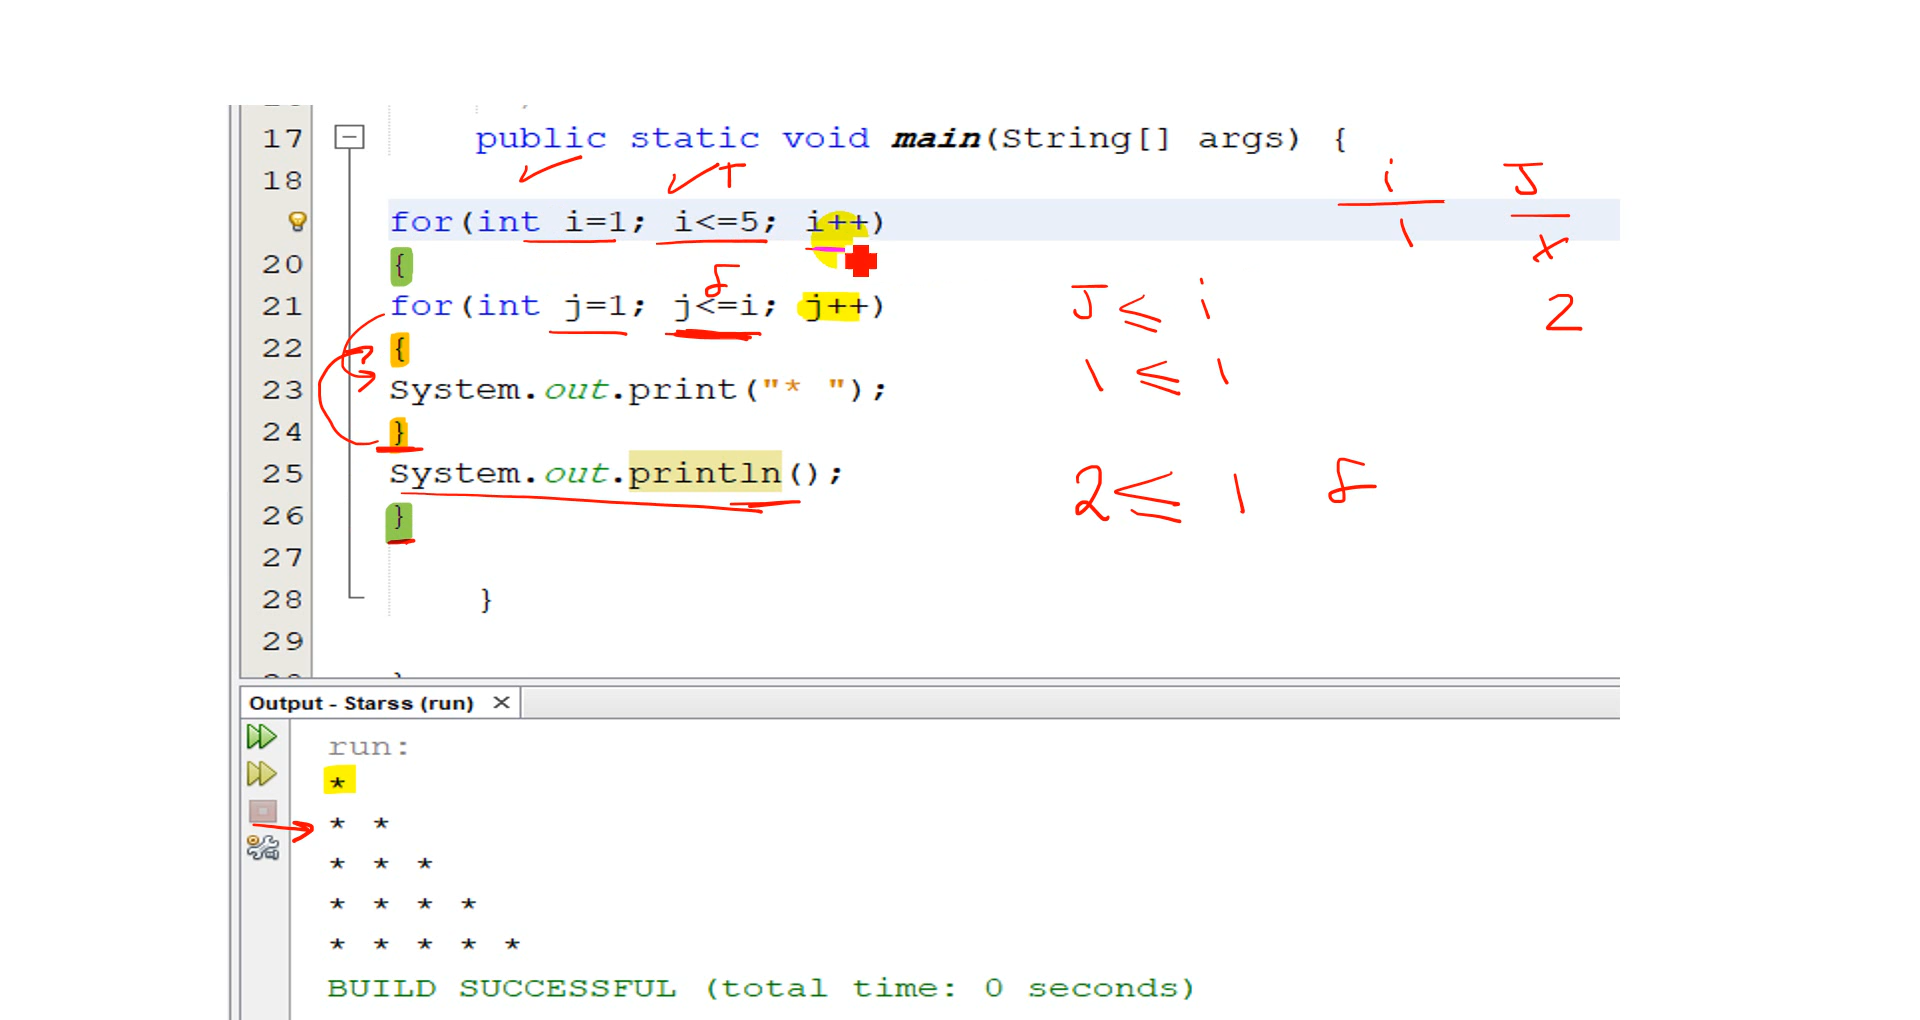 17 public static void main(String[] args) {
18
for(int i=1; i<=5; i++)
20 {
21 for(int j=1; j<=i; j++)
22 {
23 System.out.print("* ");
24 }
25 System.out.println();
26 }
27
28 }
29
T
i J
1 x
F
J ≤ i 2
1 ≤ 1
2 ≤ 1 F
Output - Starss (run)
run:
*
* *
* * *
* * * *
* * * * *
BUILD SUCCESSFUL (total time: 0 seconds)